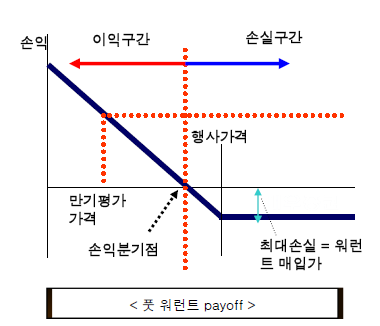 이익구간
손실구간
손익
행사가격
만기평가
가격
손익분기점
최대손실 = 워런
트 매입가
< 풋 워런트 payoff >